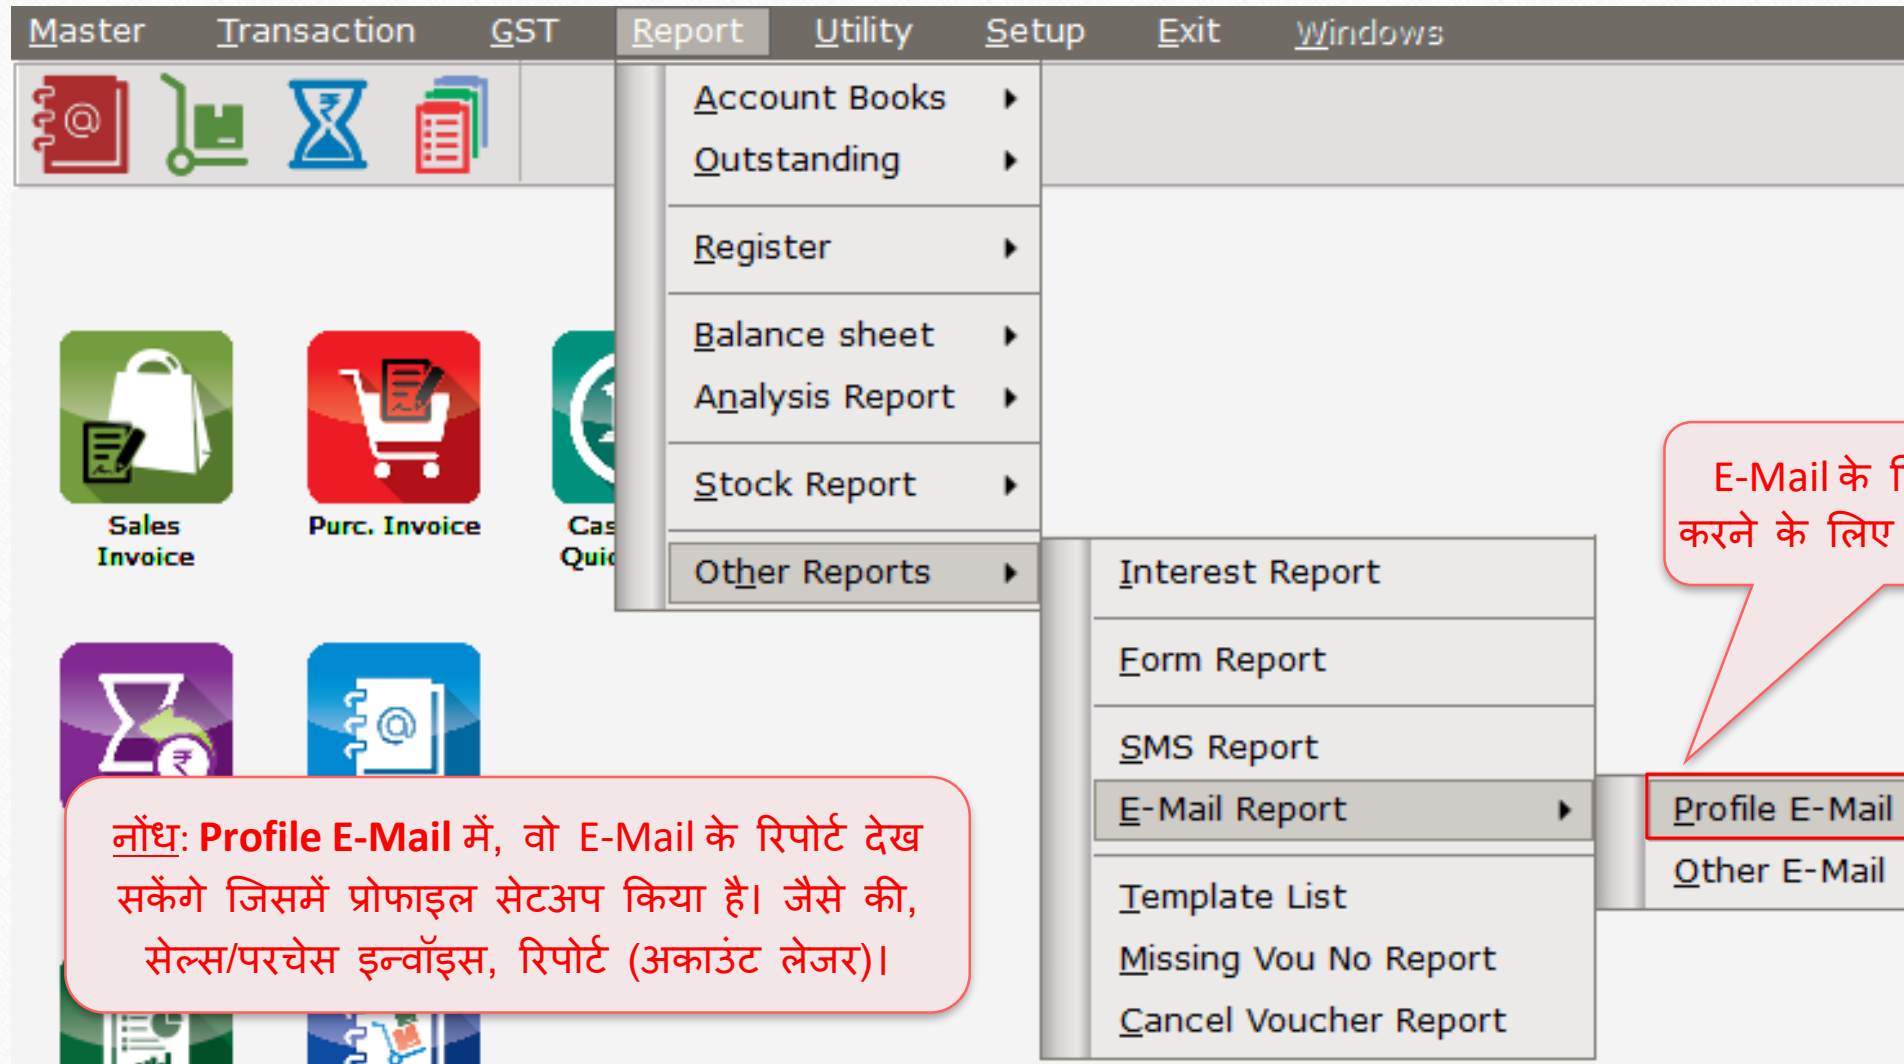 Master Transaction GST Report Utility Setup Exit Windows
Account Books
Outstanding
Register
Balance sheet
Analysis Report
Stock Report
Other Reports
Sales
Invoice
Purc. Invoice
Interest Report
Form Report
SMS Report
E-Mail Report
Template List
Missing Vou No Report
Cancel Voucher Report
Profile E-Mail
Other E-Mail
E-Mail के
करने के लिए
नोंध: Profile E-Mail में, वो E-Mail के रिपोर्ट देख
सकेंगे जिसमें प्रोफाइल सेटअप किया है। जैसे की,
सेल्स/परचेस इन्वॉइस, रिपोर्ट (अकाउंट लेजर)।